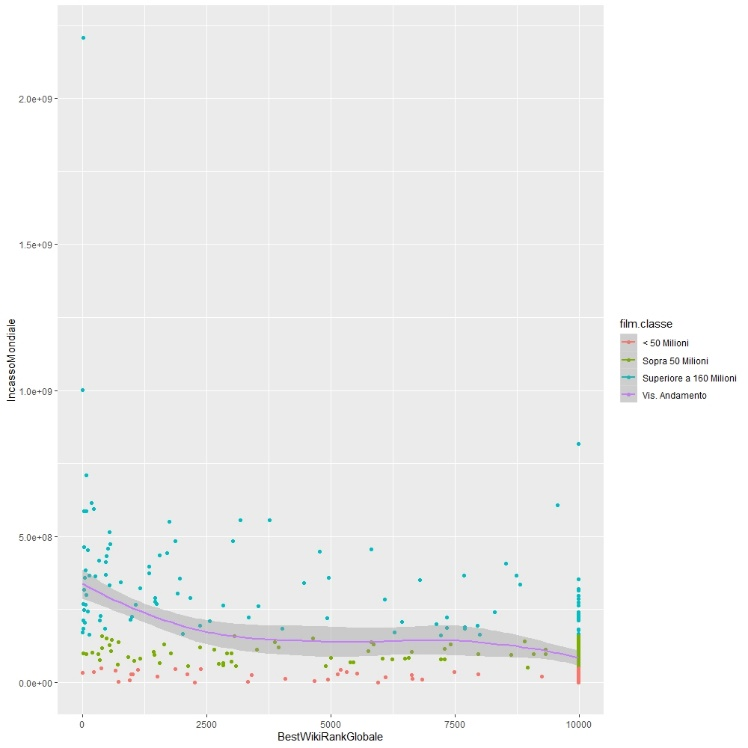 2.0e+09
1.5e+09
1.0e+09
5.0e+08
0.0e+00
IncassoMondiale
0 2500 5000 7500 10000
BestWikiRankGlobale
film.classe
< 50 Milioni
Sopra 50 Milioni
Superiore a 160 Milioni
Vis. Andamento